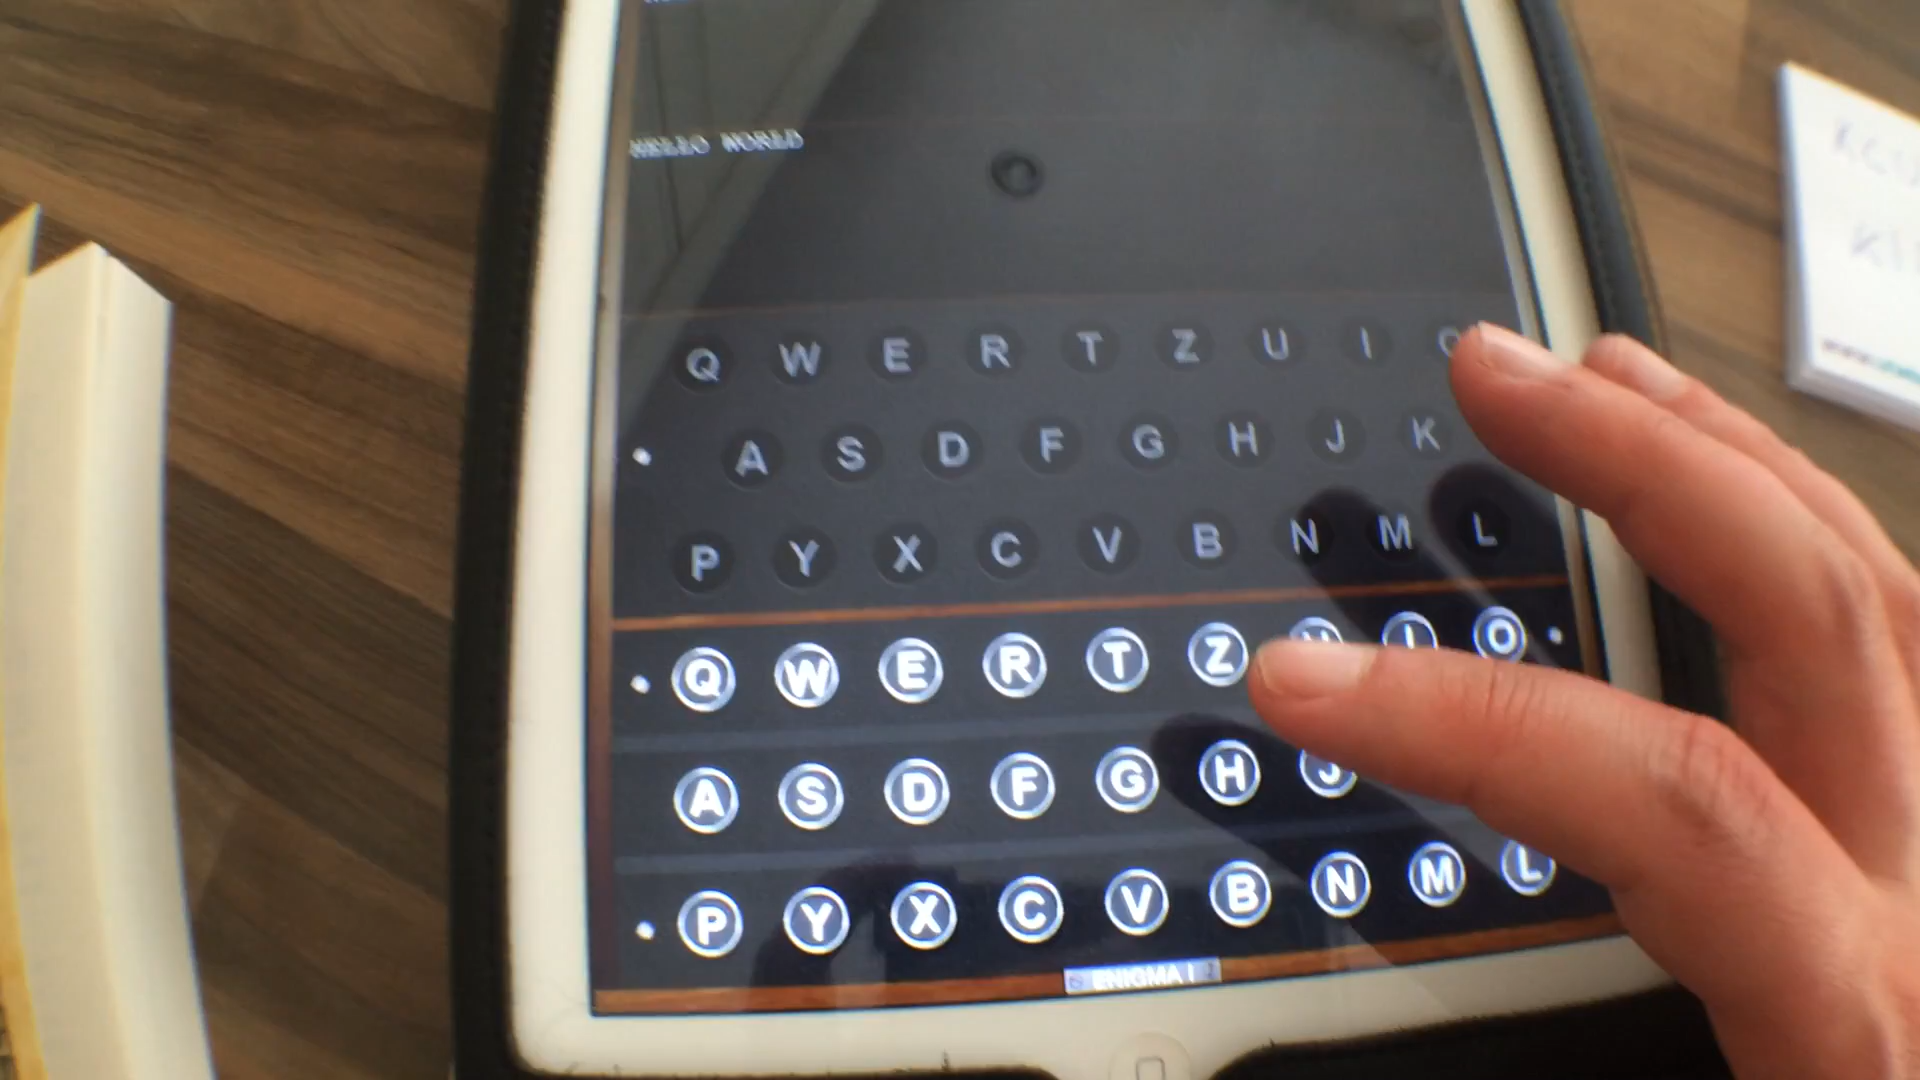 HELLO WORLD
Q W E R T Z U I O
A S D F G H J K
P Y X C V B N M L
Q W E R T Z U I O
A S D F G H J
P Y X C V B N M L
ENIGMA I